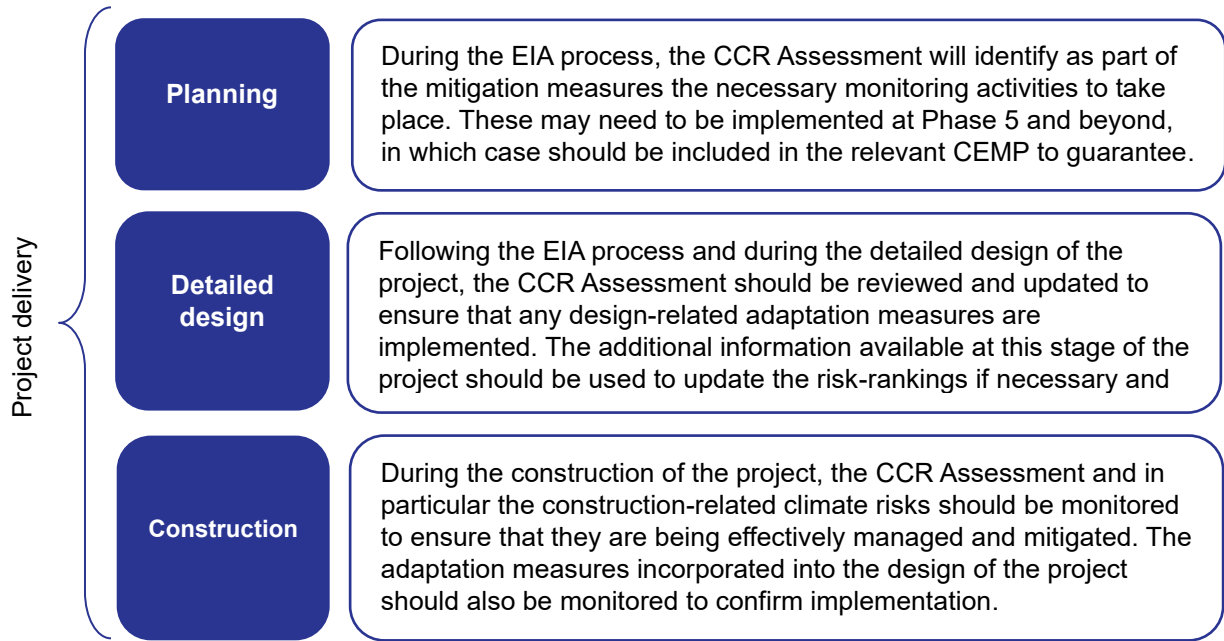 Project delivery
Planning
During the EIA process, the CCR Assessment will identify as part of
the mitigation measures the necessary monitoring activities to take
place. These may need to be implemented at Phase 5 and beyond,
in which case should be included in the relevant CEMP to guarantee.
Detailed
design
Following the EIA process and during the detailed design of the
project, the CCR Assessment should be reviewed and updated to
ensure that any design-related adaptation measures are
implemented. The additional information available at this stage of the
project should be used to update the risk-rankings if necessary and
Construction
During the construction of the project, the CCR Assessment and in
particular the construction-related climate risks should be monitored
to ensure that they are being effectively managed and mitigated. The
adaptation measures incorporated into the design of the project
should also be monitored to confirm implementation.